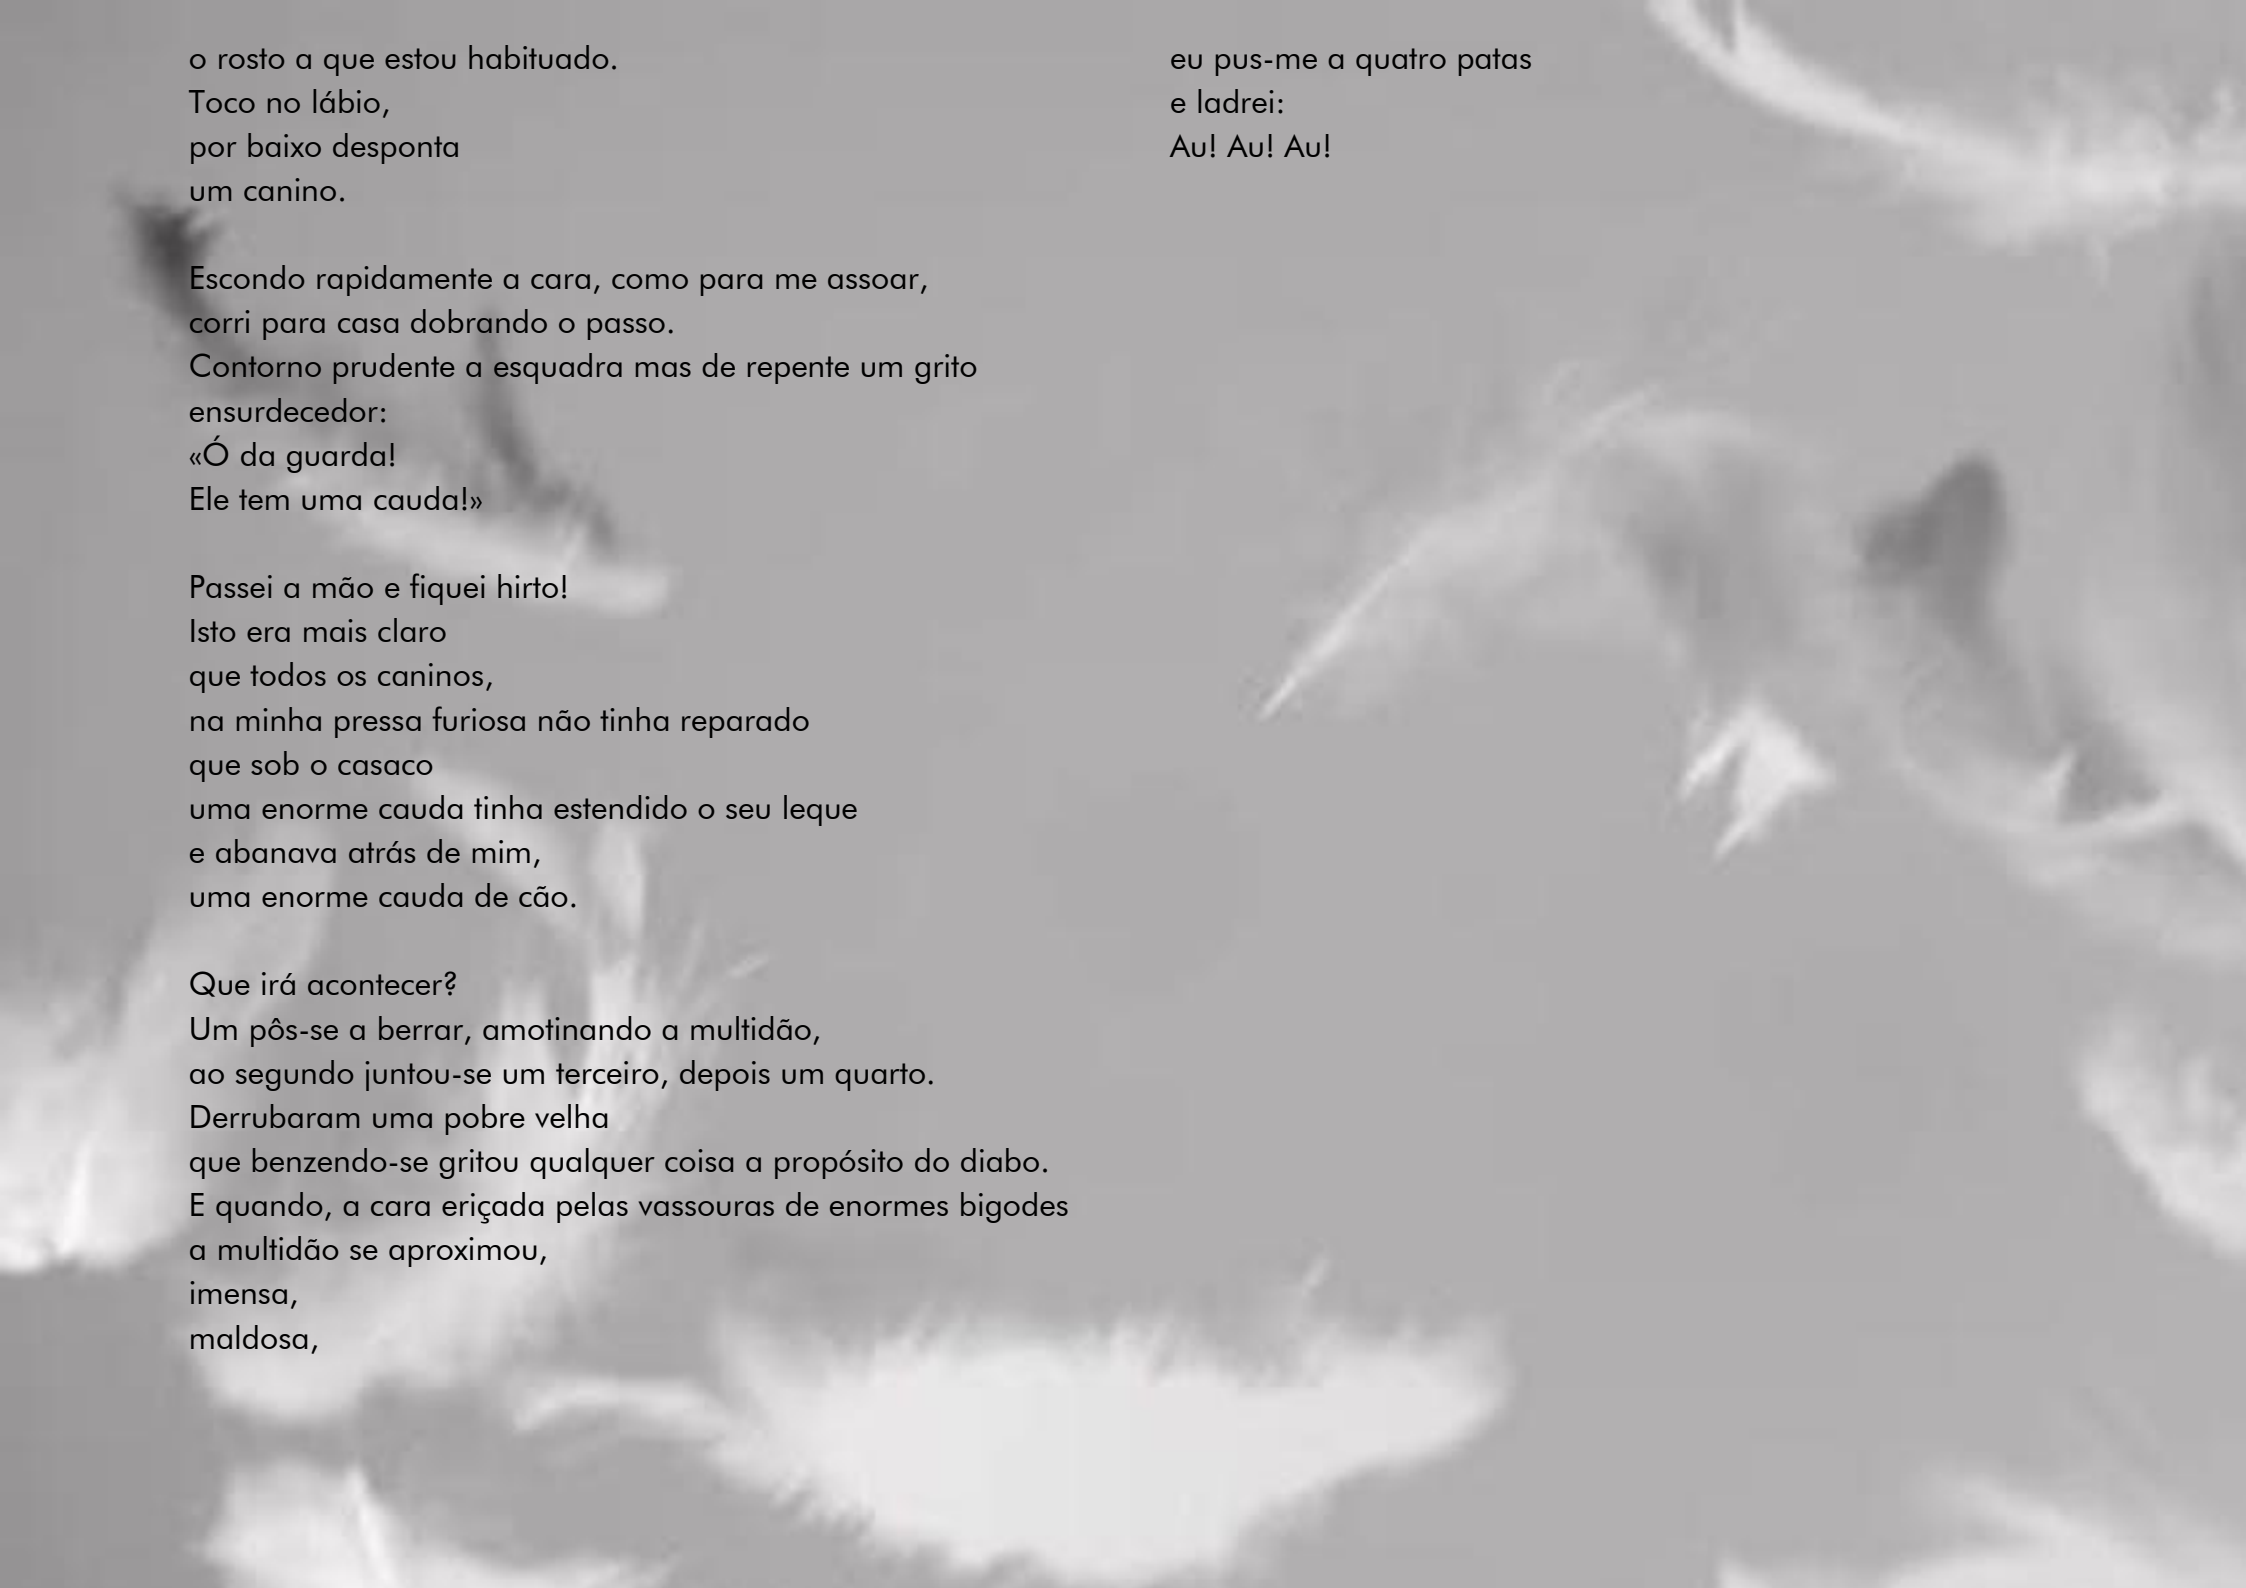 o rosto a que estou habituado.
Toco no lábio,
por baixo desponta
um canino.

Escondo rapidamente a cara, como para me assoar,
corri para casa dobrando o passo.
Contorno prudente a esquadra mas de repente um grito
ensurdecedor:
«Ó da guarda!
Ele tem uma cauda!»

Passei a mão e fiquei hirto!
Isto era mais claro
que todos os caninos,
na minha pressa furiosa não tinha reparado
que sob o casaco
uma enorme cauda tinha estendido o seu leque
e abanava atrás de mim,
uma enorme cauda de cão.

Que irá acontecer?
Um pôs-se a berrar, amotinando a multidão,
ao segundo juntou-se um terceiro, depois um quarto.
Derrubaram uma pobre velha
que benzendo-se gritou qualquer coisa a propósito do diabo.
E quando, a cara eriçada pelas vassouras de enormes bigodes
a multidão se aproximou,
imensa,
maldosa,

eu pus-me a quatro patas
e ladrei:
Au! Au! Au!